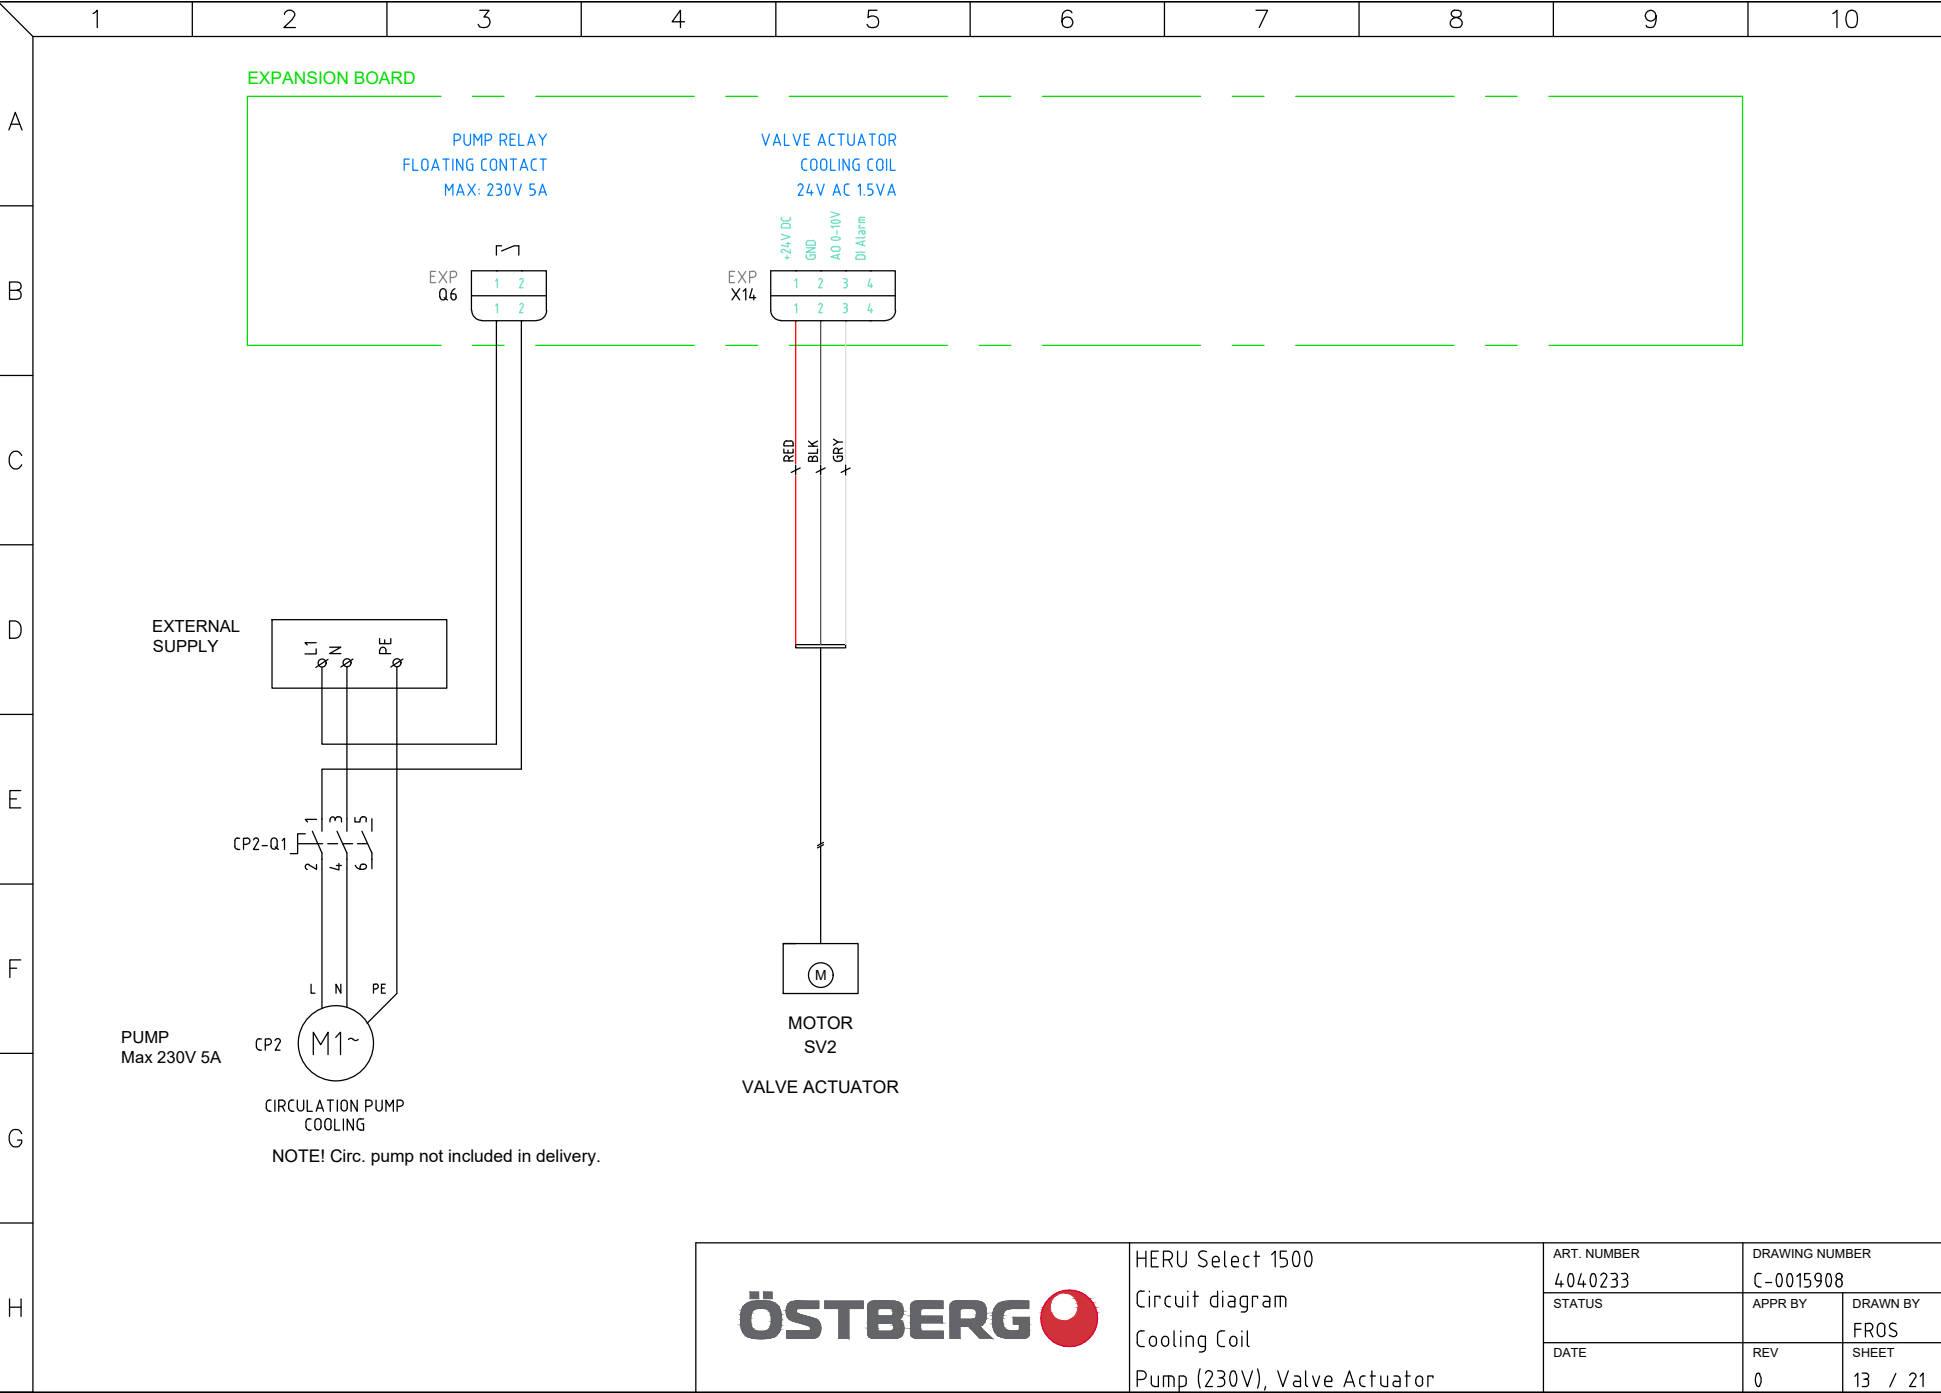 1 2 3 4 5 6 7 8 9 10
A
B
C
D
E
F
G
H
EXPANSION BOARD
PUMP RELAY
FLOATING CONTACT
MAX: 230V 5A
VALVE ACTUATOR
COOLING COIL
24V AC 1.5VA
+24V DC
GND
AO 0-10V
DI Alarm
EXP
Q6
1 2
1 2
EXP
X14
1 2 3 4
1 2 3 4
RED
BLK
GRY
EXTERNAL
SUPPLY
L1
N
PE
CP2-Q1
1 3 5
2 4 6
L N PE
PUMP
Max 230V 5A
CP2
M1~
CIRCULATION PUMP
COOLING
NOTE! Circ. pump not included in delivery.
M
MOTOR
SV2
VALVE ACTUATOR
ÖSTBERG
HERU Select 1500
Circuit diagram
Cooling Coil
Pump (230V), Valve Actuator
ART. NUMBER
4040233
DRAWING NUMBER
C-0015908
STATUS
APPR BY
DRAWN BY
FROS
DATE
REV
0
SHEET
13 / 21